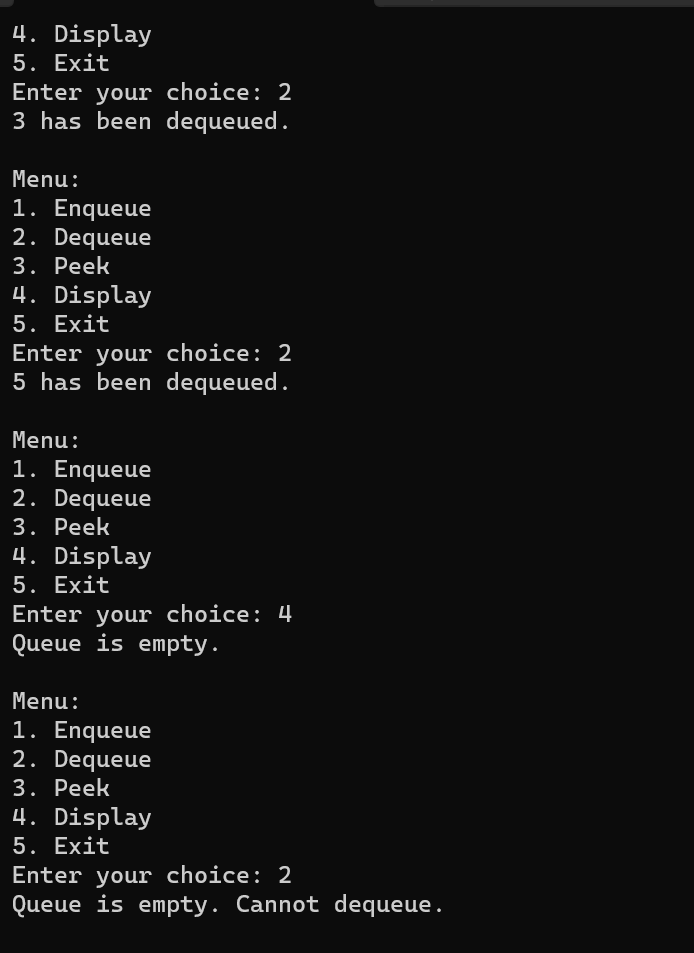 4. Display
5. Exit
Enter your choice: 2
3 has been dequeued.
Menu:
1. Enqueue
2. Dequeue
3. Peek
4. Display
5. Exit
Enter your choice: 2
5 has been dequeued.
Menu:
1. Enqueue
2. Dequeue
3. Peek
4. Display
5. Exit
Enter your choice: 4
Queue is empty.
Menu:
1. Enqueue
2. Dequeue
3. Peek
4. Display
5. Exit
Enter your choice: 2
Queue is empty. Cannot dequeue.